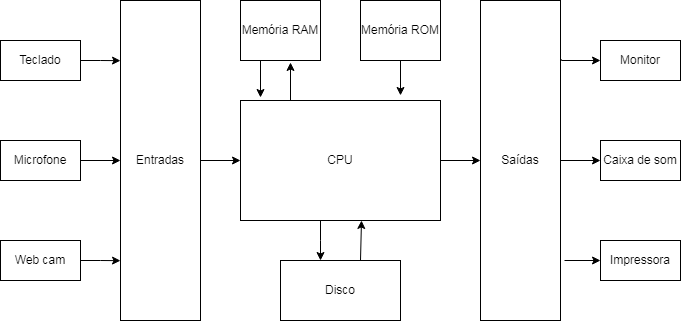 Memória RAM
Memória ROM
Teclado
Monitor
Microfone
Entradas
CPU
Saídas
Caixa de som
Web cam
Impressora
Disco